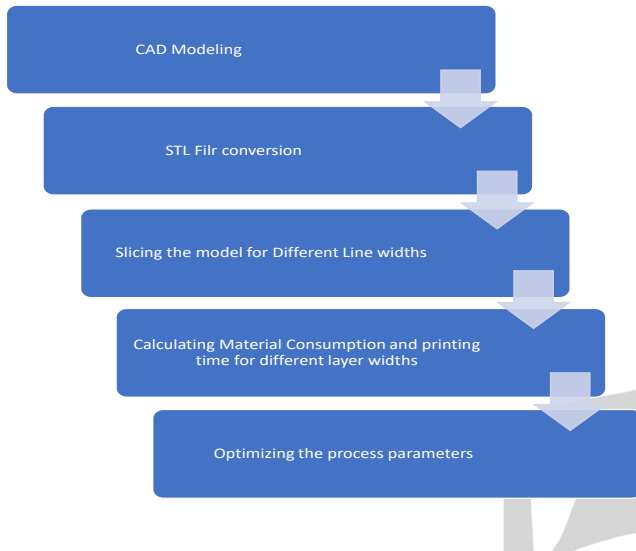 CAD Modeling
STL Filr conversion
Slicing the model for Different Line widths
Calculating Material Consumption and printing
time for different layer widths
Optimizing the process parameters